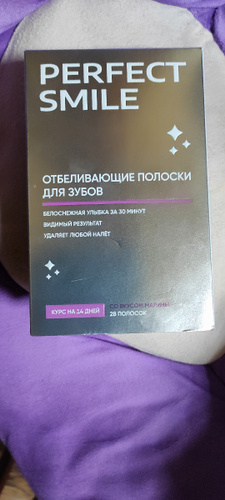 PERFECT
SMILE
ОТБЕЛИВАЮЩИЕ ПОЛОСКИ
ДЛЯ ЗУБОВ
БЕЛОСНЕЖНАЯ УЛЫБКА ЗА 30 МИНУТ
ВИДИМЫЙ РЕЗУЛЬТАТ
УДАЛЯЕТ ЛЮБОЙ НАЛЁТ
КУРС НА 14 ДНЕЙ
СО ВКУСОМ МАЛИНЫ
28 ПОЛОСОК